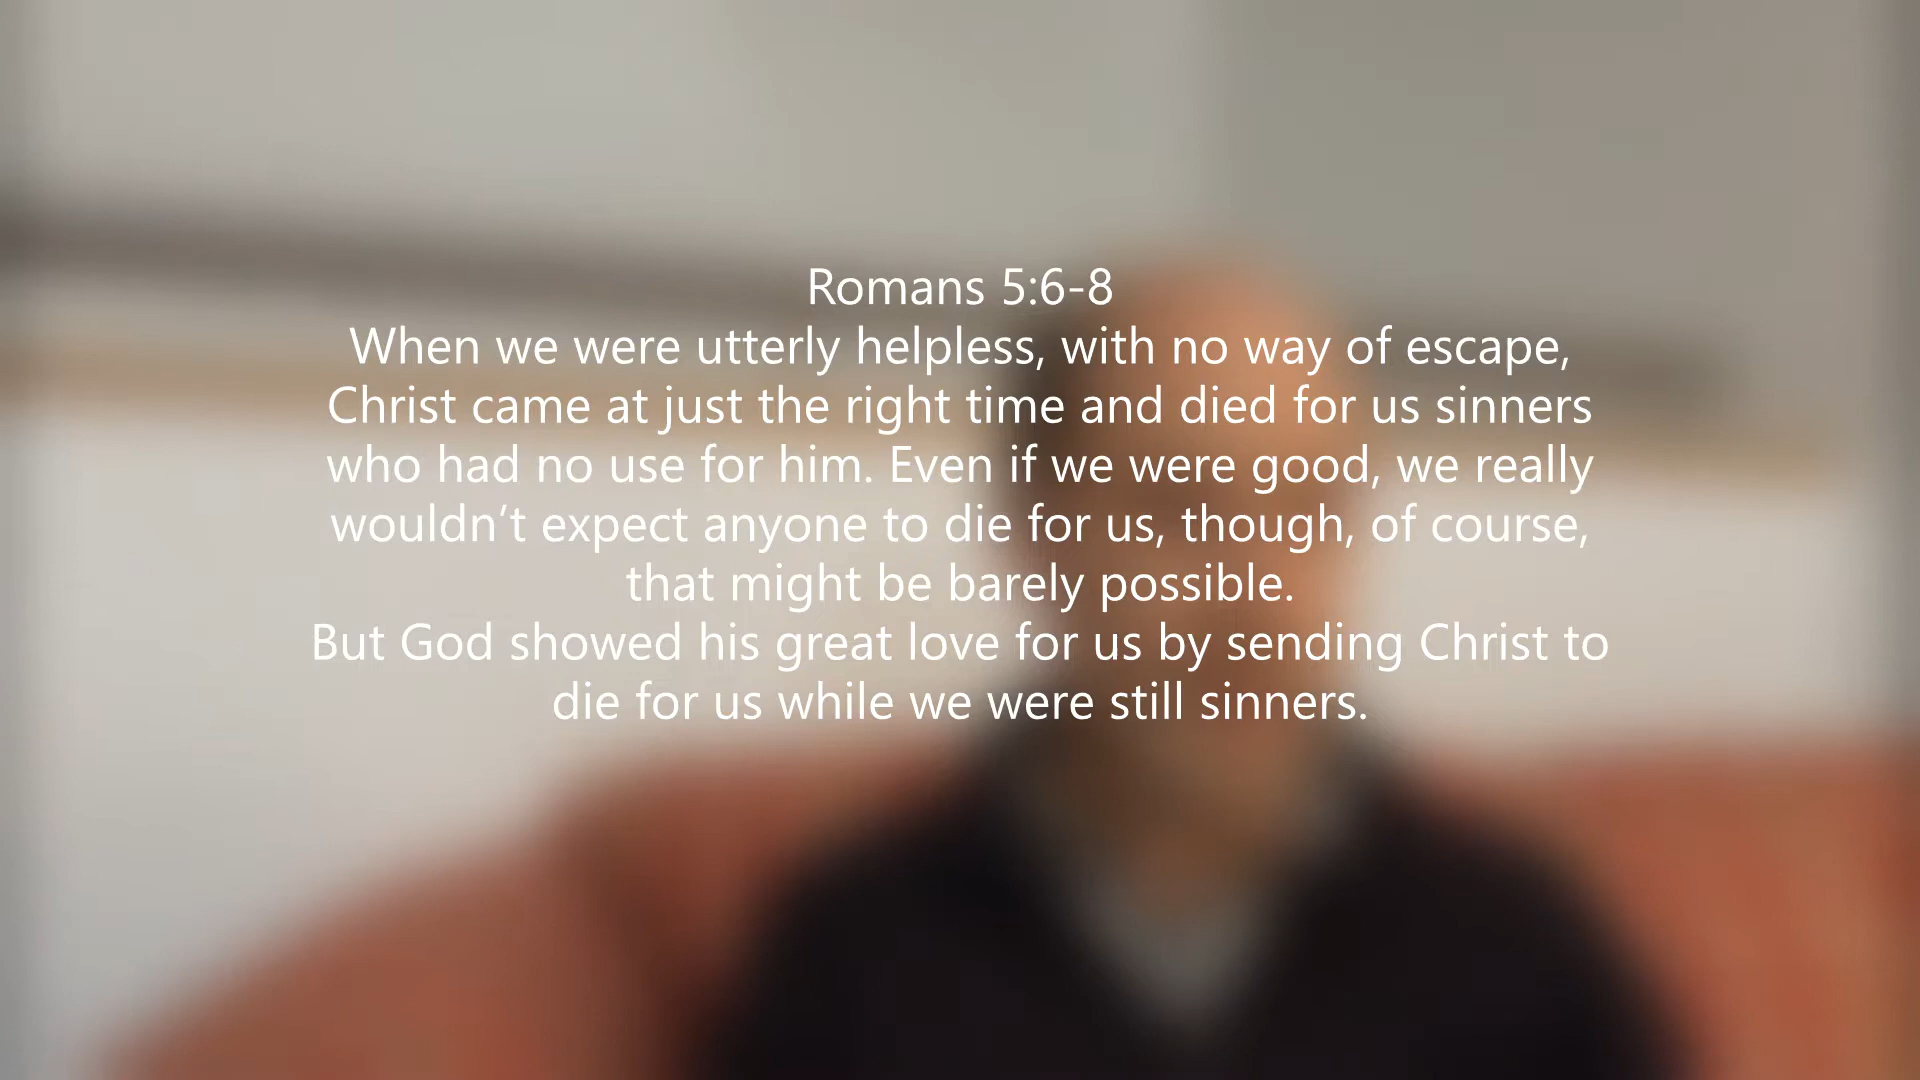 Romans 5:6-8
When we were utterly helpless, with no way of escape,
Christ came at just the right time and died for us sinners
who had no use for him. Even if we were good, we really
wouldn’t expect anyone to die for us, though, of course,
that might be barely possible.
But God showed his great love for us by sending Christ to
die for us while we were still sinners.